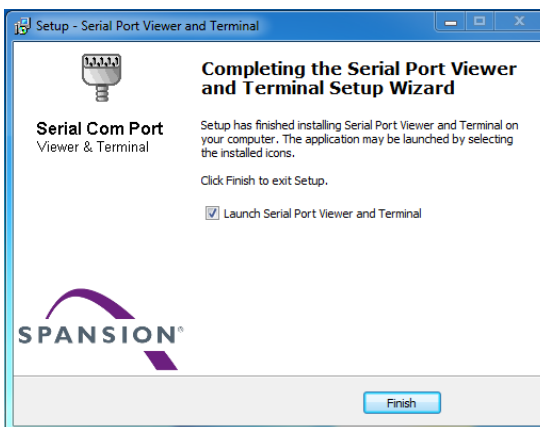 Setup - Serial Port Viewer and Terminal
Completing the Serial Port Viewer
and Terminal Setup Wizard
Serial Com Port
Viewer & Terminal
Setup has finished installing Serial Port Viewer and Terminal on
your computer. The application may be launched by selecting
the installed icons.
Click Finish to exit Setup.
Launch Serial Port Viewer and Terminal
SPANSION®
Finish